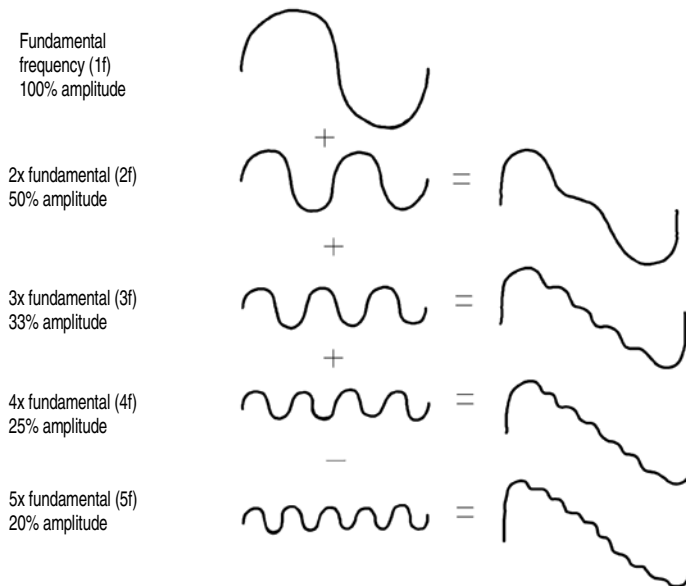 Fundamental
frequency (1f)
100% amplitude
+
2x fundamental (2f)
50% amplitude
=
+
3x fundamental (3f)
33% amplitude
=
+
4x fundamental (4f)
25% amplitude
=
−
5x fundamental (5f)
20% amplitude
=